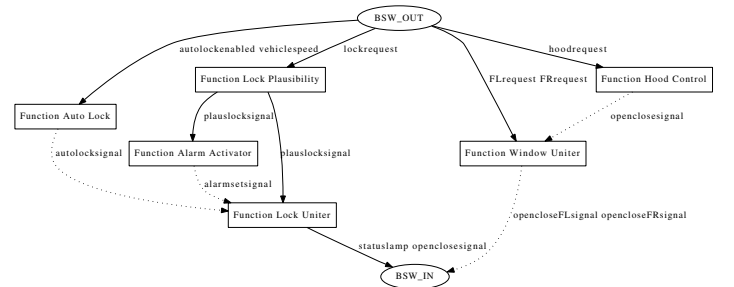 BSW_OUT
autolockenabled vehiclespeed
lockrequest
hoodrequest
Function Lock Plausibility
FLrequest FRrequest
Function Hood Control
Function Auto Lock
plauslocksignal
openclosesignal
autolocksignal
Function Alarm Activator
plauslocksignal
Function Window Uniter
alarmsetsignal
Function Lock Uniter
opencloseFLsignal opencloseFRsignal
statuslamp openclosesignal
BSW_IN